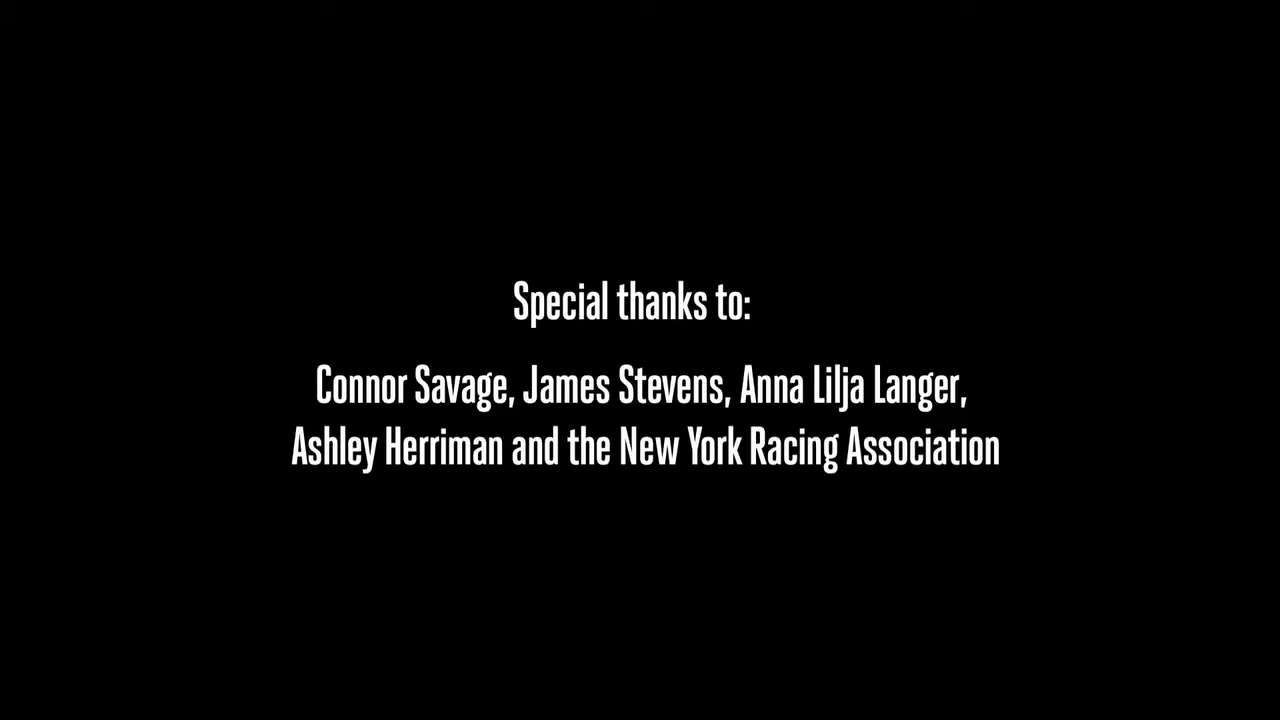 Special thanks to:
Connor Savage, James Stevens, Anna Lilja Langer,
Ashley Herriman and the New York Racing Association